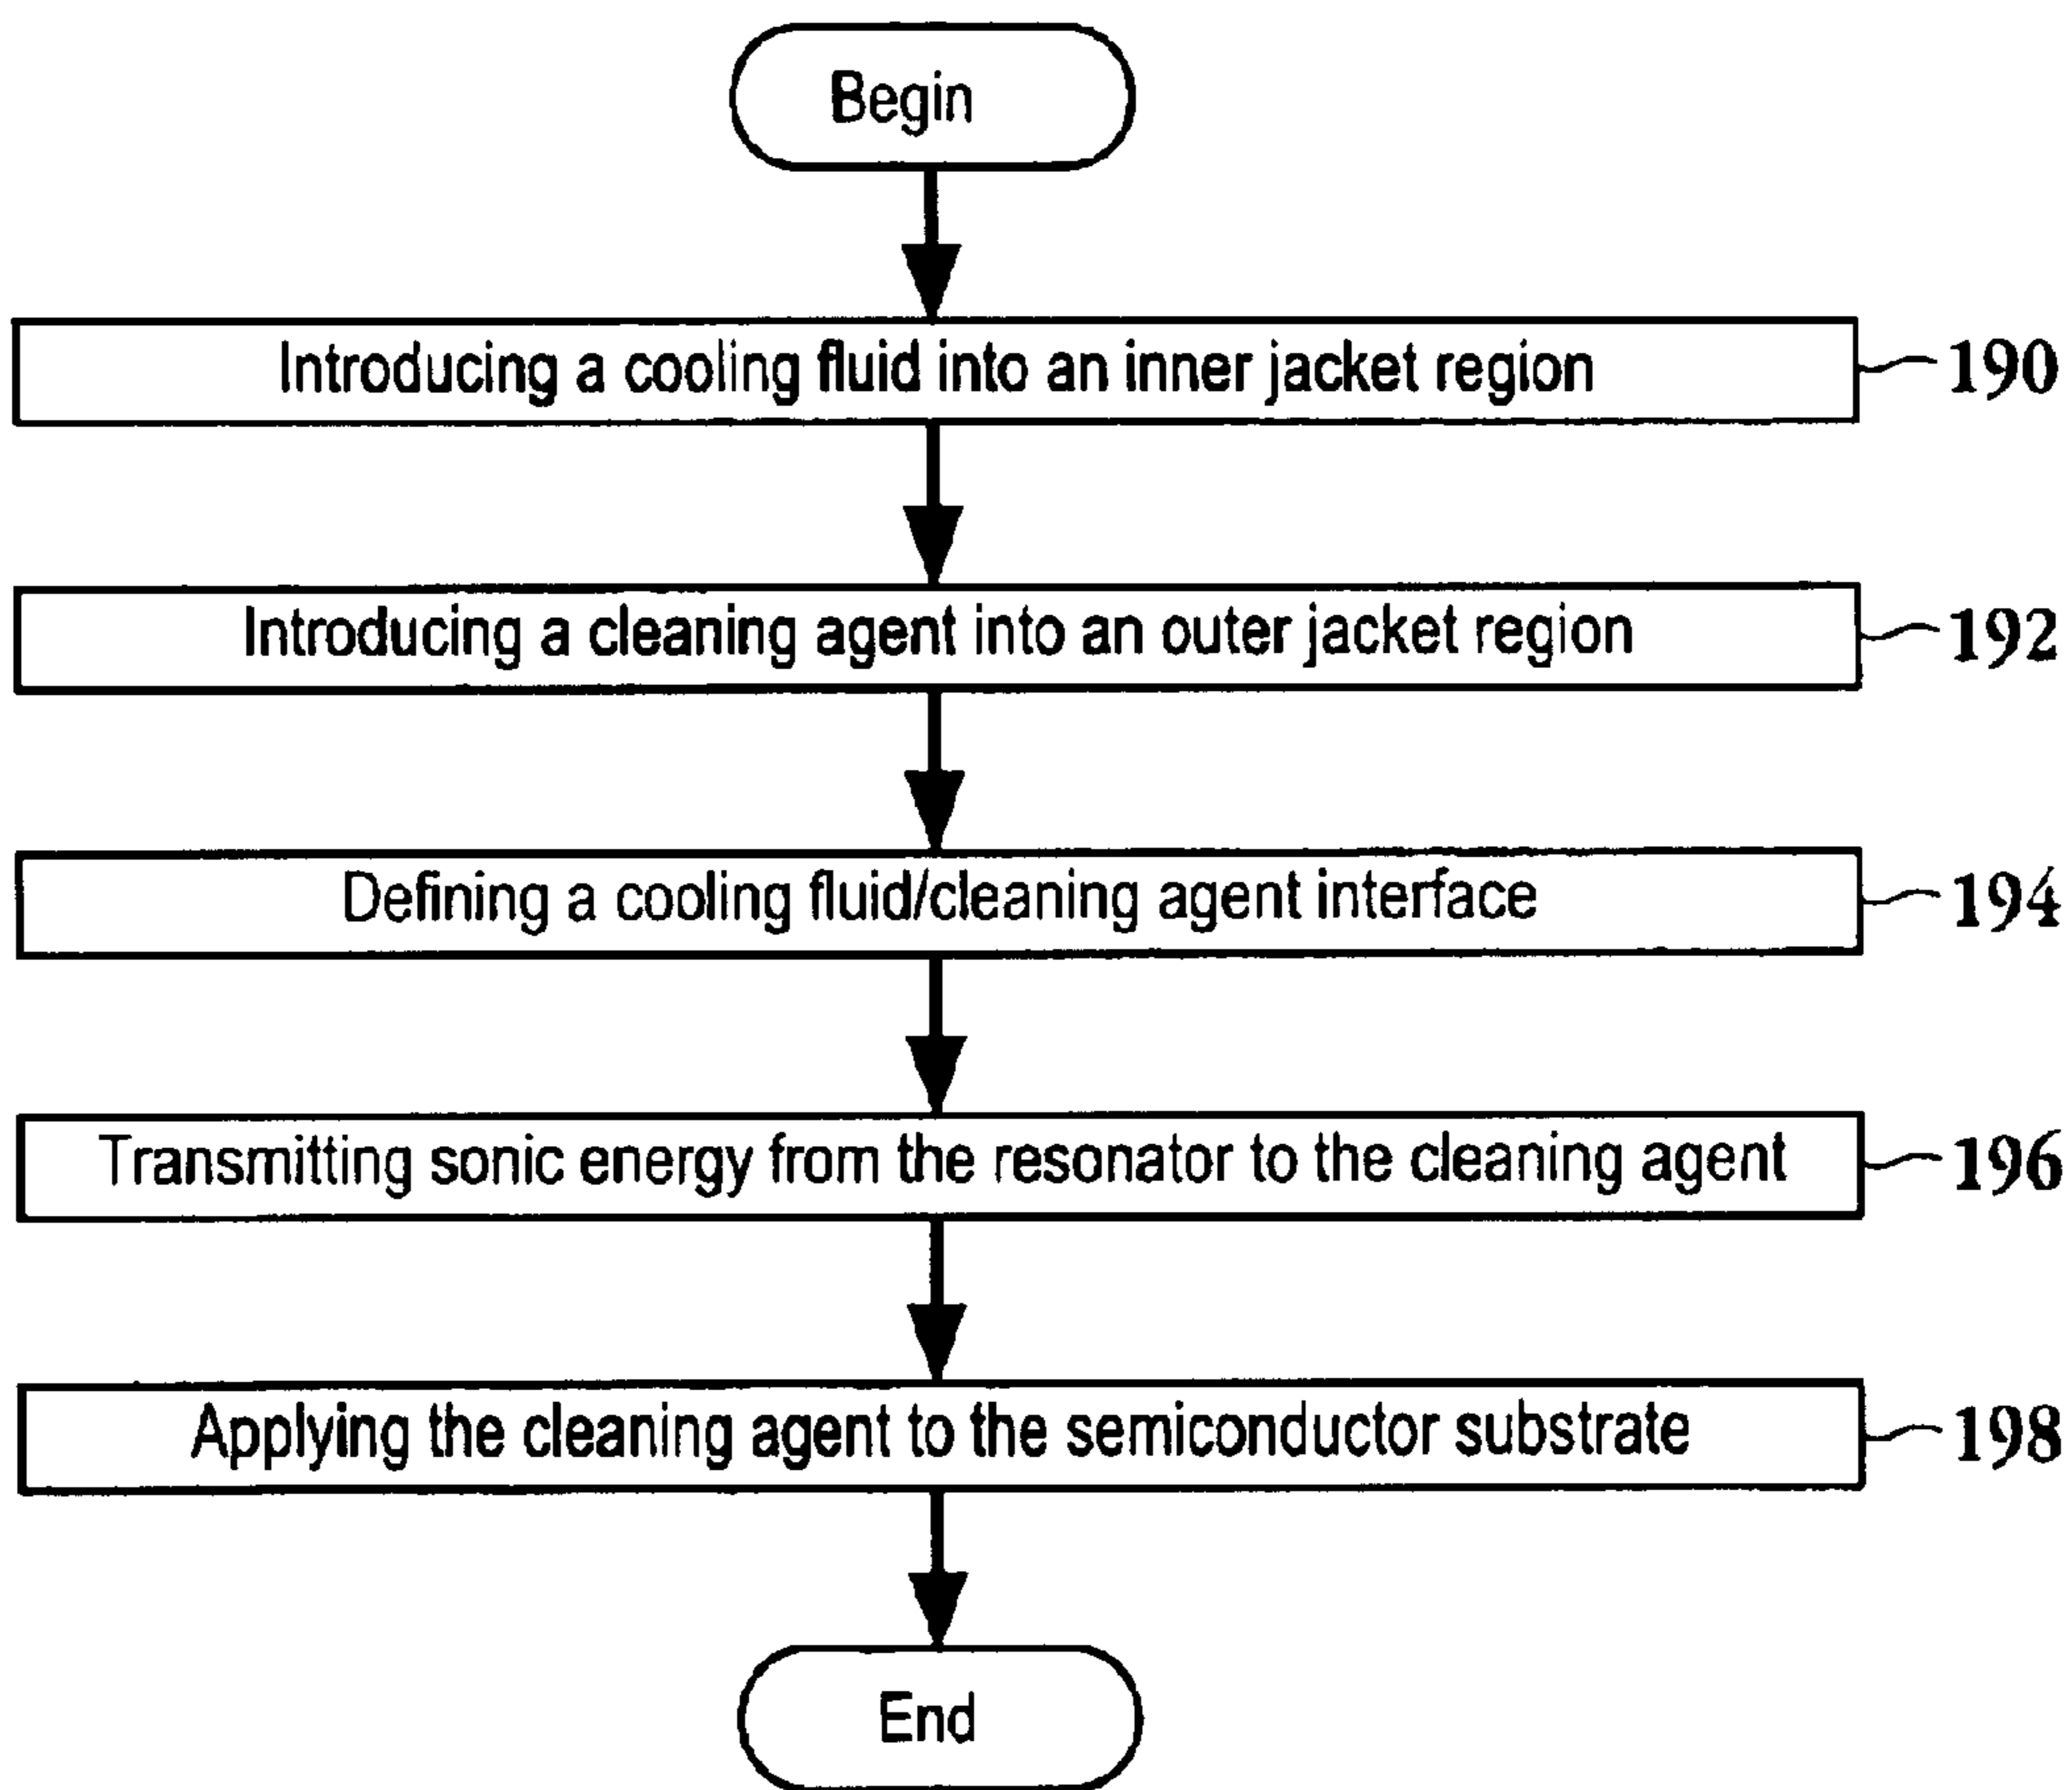 Begin
Introducing a cooling fluid into an inner jacket region
190
Introducing a cleaning agent into an outer jacket region
192
Defining a cooling fluid/cleaning agent interface
194
Transmitting sonic energy from the resonator to the cleaning agent
196
Applying the cleaning agent to the semiconductor substrate
198
End